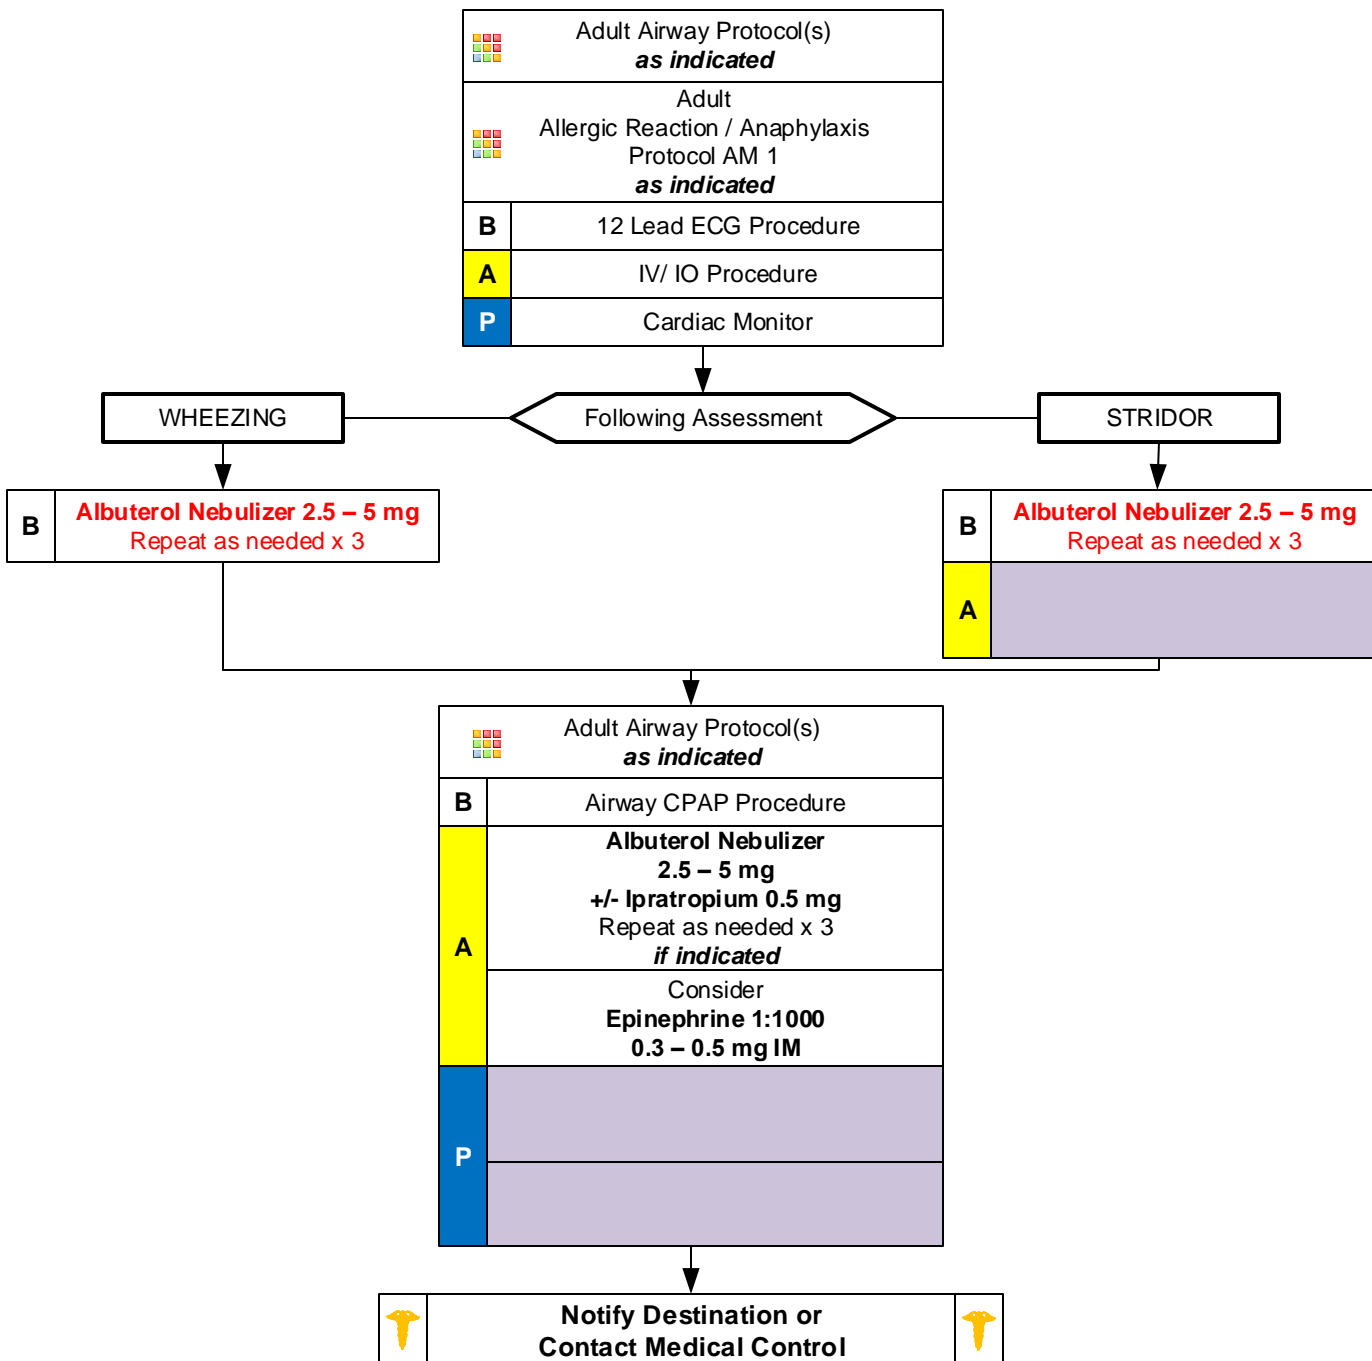 Adult Airway Protocol(s)
as indicated
Adult
Allergic Reaction / Anaphylaxis
Protocol AM 1
as indicated
B
12 Lead ECG Procedure
A
IV/ IO Procedure
P
Cardiac Monitor
WHEEZING
Following Assessment
STRIDOR
B
Albuterol Nebulizer 2.5 – 5 mg
Repeat as needed x 3
B
Albuterol Nebulizer 2.5 – 5 mg
Repeat as needed x 3
A
Adult Airway Protocol(s)
as indicated
B
Airway CPAP Procedure
A
Albuterol Nebulizer
2.5 – 5 mg
+/- Ipratropium 0.5 mg
Repeat as needed x 3
if indicated
Consider
Epinephrine 1:1000
0.3 – 0.5 mg IM
P
Notify Destination or
Contact Medical Control